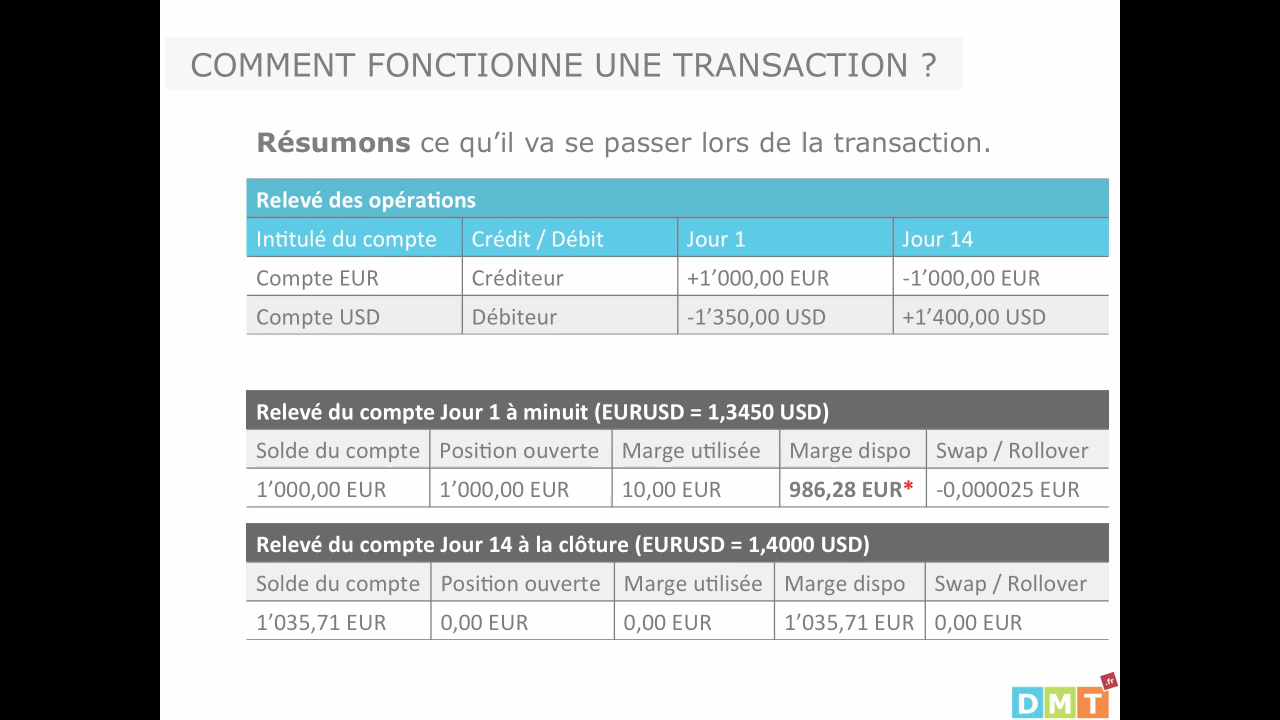 COMMENT FONCTIONNE UNE TRANSACTION ?
Résumons ce qu’il va se passer lors de la transaction.
Relevé des opérations
Intitulé du compte Crédit / Débit Jour 1 Jour 14
Compte EUR Créditeur +1’000,00 EUR -1’000,00 EUR
Compte USD Débiteur -1’350,00 USD +1’400,00 USD
Relevé du compte Jour 1 à minuit (EURUSD = 1,3450 USD)
Solde du compte Position ouverte Marge utilisée Marge dispo Swap / Rollover
1’000,00 EUR 1’000,00 EUR 10,00 EUR 986,28 EUR* -0,000025 EUR
Relevé du compte Jour 14 à la clôture (EURUSD = 1,4000 USD)
Solde du compte Position ouverte Marge utilisée Marge dispo Swap / Rollover
1’035,71 EUR 0,00 EUR 0,00 EUR 1’035,71 EUR 0,00 EUR
DMT.fr